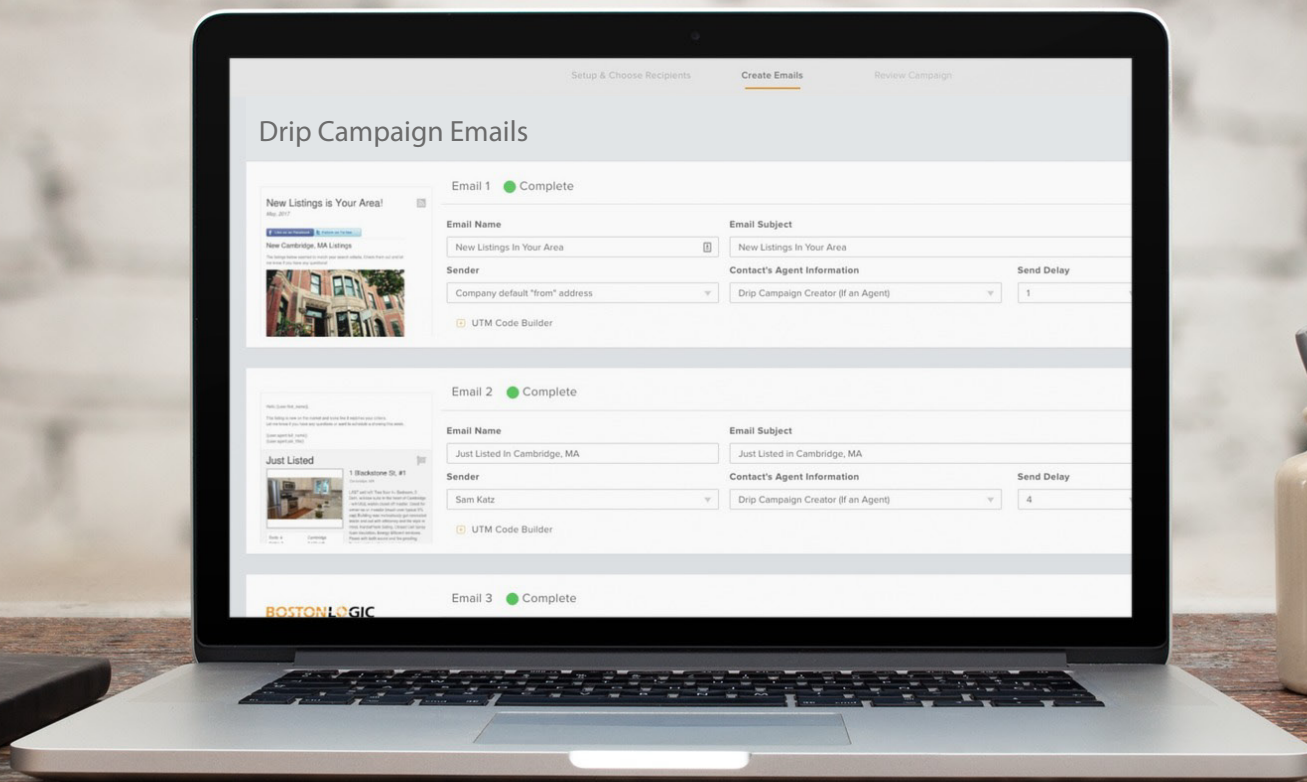 Setup & Choose Recipients Create Emails Review Campaign
Drip Campaign Emails
New Listings is Your Area!
May, 2017
New Cambridge, MA Listings
Email 1 Complete
Email Name Email Subject
New Listings In Your Area New Listings In Your Area
Sender Contact's Agent Information Send Delay
Company default "from" address Drip Campaign Creator (If an Agent) 1
UTM Code Builder
Just Listed
1 Blackstone St, #1
Email 2 Complete
Email Name Email Subject
Just Listed In Cambridge, MA Just Listed in Cambridge, MA
Sender Contact's Agent Information Send Delay
Sam Katz Drip Campaign Creator (If an Agent) 4
UTM Code Builder
BOSTONLOGIC
Email 3 Complete